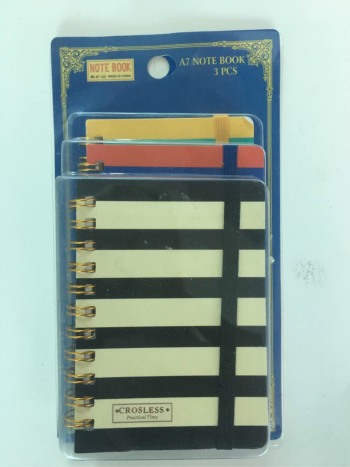 NOTE BOOK
A7 NOTE BOOK
3 PCS
CROSLESS
Practical Time